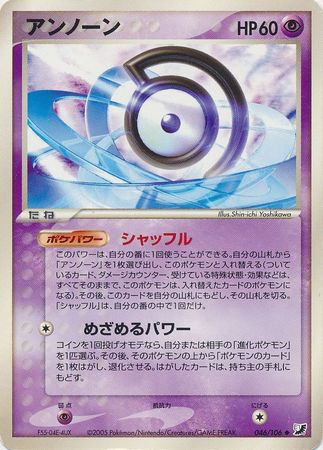 アンノーン HP60
Illus. Shin-ichi Yoshikawa
たね
ポケパワー シャッフル
このパワーは、自分の番に1回使うことができる。自分の山札から
「アンノーン」を1枚選び出し、このポケモンと入れ替える(ついて
いるカード、ダメージカウンター、受けている特殊状態・効果などは、
すべてそのままで、このポケモンは、入れ替えたカードのポケモン
になる)。その後、このカードを自分の山札にもどし、その山札を切る。
「シャッフル」は、自分の番の中で1回だけ。
めざめるパワー
コインを1回投げオモテなら、自分または相手の「進化ポケモン」
を1匹選ぶ。その後、そのポケモンの上から「ポケモンのカード」
を1枚はがし、退化させる。はがしたカードは、持ち主の手札に
もどす。
弱点 抵抗力 にげる
©2005 Pokémon/Nintendo/Creatures/GAME FREAK.
046/106